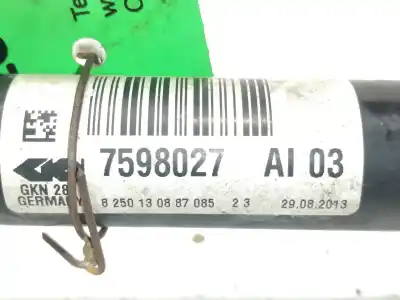 7598027 AI 03
GKN 28
GERMANY 8 250 13 08 87 085 2 3 29.08.2013